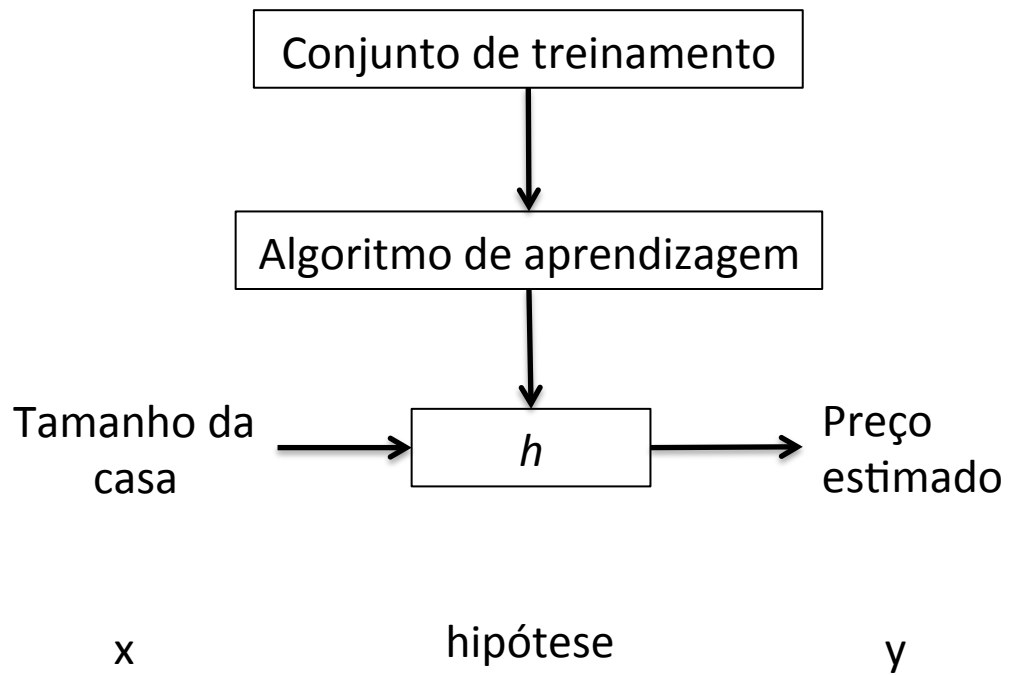 Conjunto de treinamento
Algoritmo de aprendizagem
Tamanho da
casa
h
Preço
estimado
x
hipótese
y